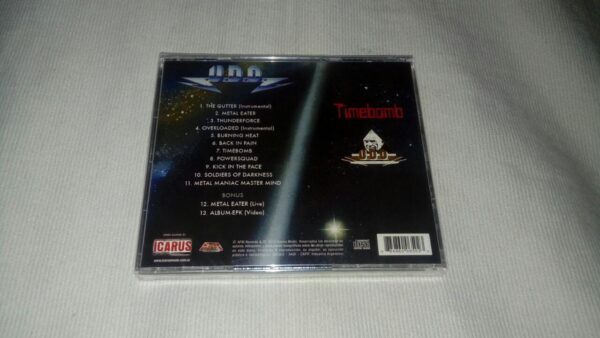 U.D.O.
1. THE GUTTER (Instrumental)
2. METAL EATER
3. THUNDERFORCE
4. OVERLOADED (Instrumental)
5. BURNING HEAT
6. BACK IN PAIN
7. TIMEBOMB
8. POWERSQUAD
9. KICK IN THE FACE
10. SOLDIERS OF DARKNESS
11. METAL MANIAC MASTER MIND
BONUS
12. METAL EATER (Live)
13. ALBUM-EPK (Video)
Timebomb
U.D.O
ICARUS
AFM